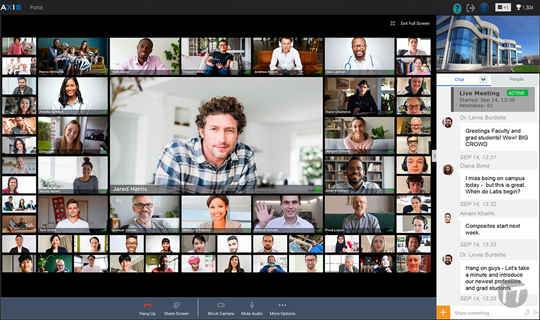 AXIS
Portal
+1
1,304
Exit Full Screen
Jared Harris
Hang Up
Share Screen
Block Camera
Mute Audio
More Options
Chat
People
Live Meeting
ACTIVE
Started: Sep 14, 13:30
Attendees: 61
Dr. Lewis Burdette
Greetings Faculty and
grad students! Wow! BIG
CROWD
SEP 14, 13:31
Diana Bond
I miss being on campus
today - but this is great.
When do Labs begin?
SEP 14, 13:32
Amani Khalifa
Composites start next
week.
SEP 14, 13:33
Dr. Lewis Burdette
Hang on guys - Let's take
a minute and introduce
our newest professors
and grad students.
Share something